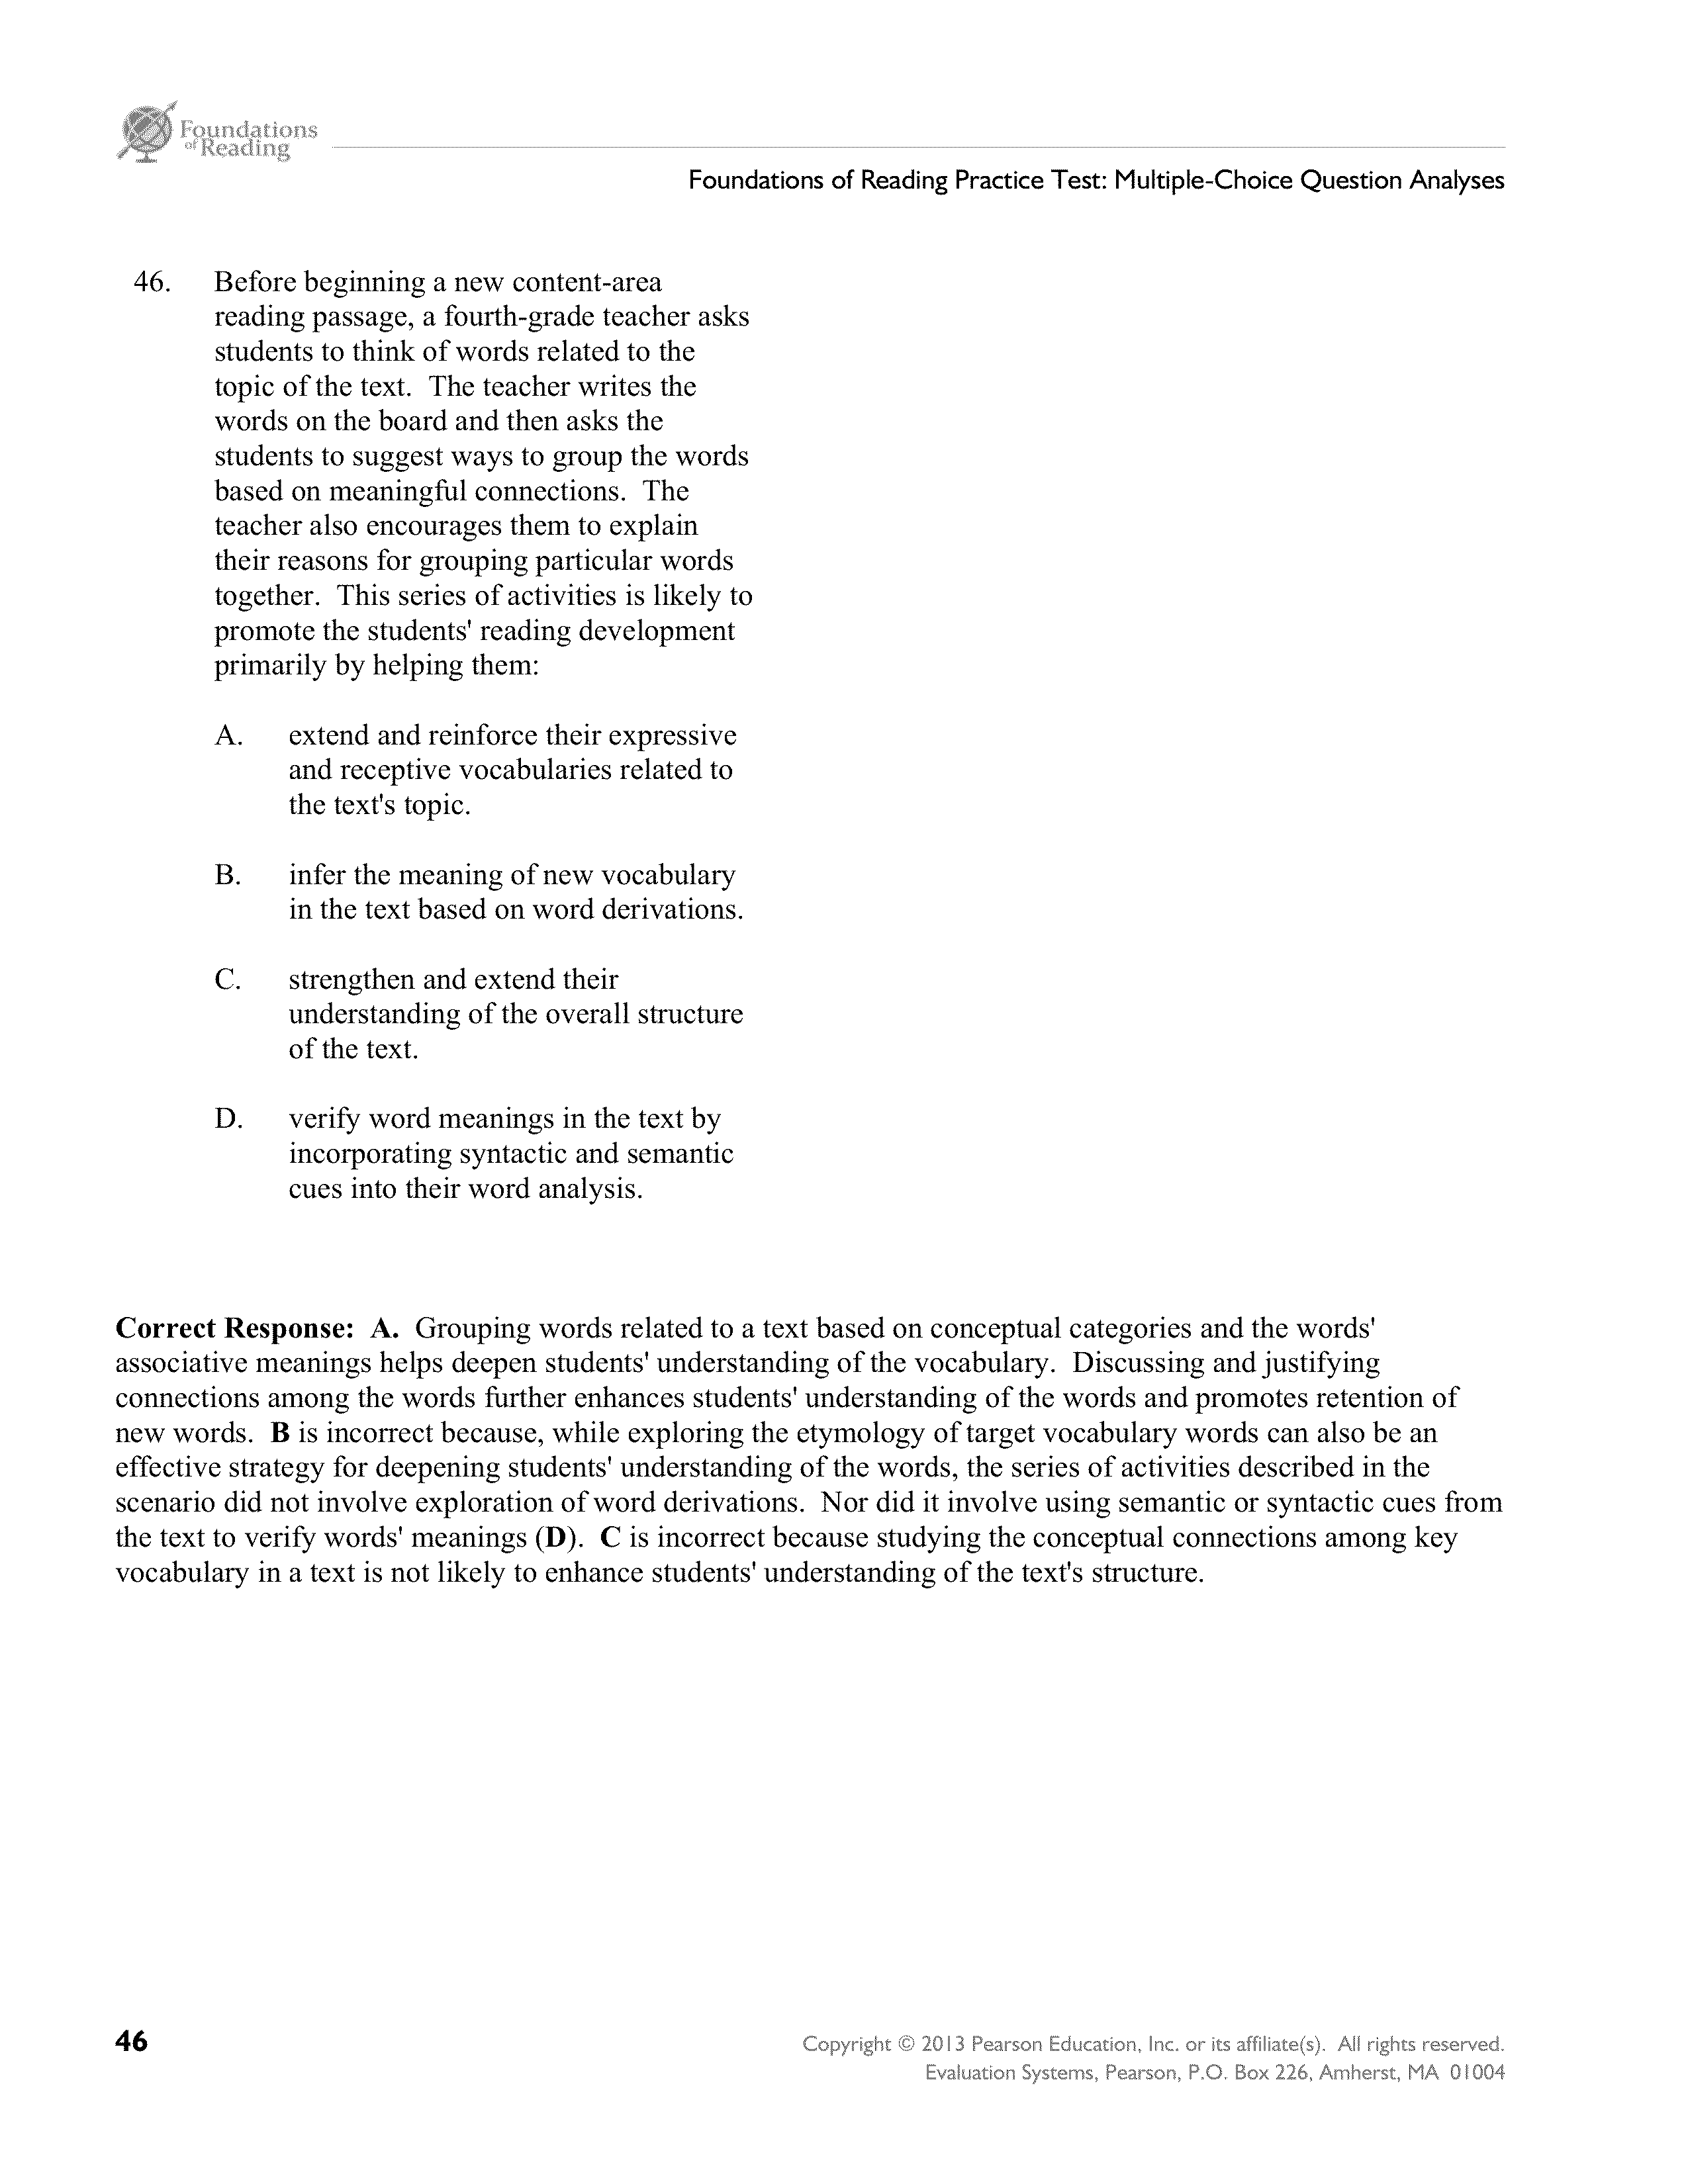 Foundations
of Reading
Foundations of Reading Practice Test: Multiple-Choice Question Analyses
46. Before beginning a new content-area
reading passage, a fourth-grade teacher asks
students to think of words related to the
topic of the text. The teacher writes the
words on the board and then asks the
students to suggest ways to group the words
based on meaningful connections. The
teacher also encourages them to explain
their reasons for grouping particular words
together. This series of activities is likely to
promote the students' reading development
primarily by helping them:
A. extend and reinforce their expressive
and receptive vocabularies related to
the text's topic.
B. infer the meaning of new vocabulary
in the text based on word derivations.
C. strengthen and extend their
understanding of the overall structure
of the text.
D. verify word meanings in the text by
incorporating syntactic and semantic
cues into their word analysis.
Correct Response: A. Grouping words related to a text based on conceptual categories and the words'
associative meanings helps deepen students' understanding of the vocabulary. Discussing and justifying
connections among the words further enhances students' understanding of the words and promotes retention of
new words. B is incorrect because, while exploring the etymology of target vocabulary words can also be an
effective strategy for deepening students' understanding of the words, the series of activities described in the
scenario did not involve exploration of word derivations. Nor did it involve using semantic or syntactic cues from
the text to verify words' meanings (D). C is incorrect because studying the conceptual connections among key
vocabulary in a text is not likely to enhance students' understanding of the text's structure.
46
Copyright © 2013 Pearson Education, Inc. or its affiliate(s). All rights reserved.
Evaluation Systems, Pearson, P.O. Box 226, Amherst, MA 01004